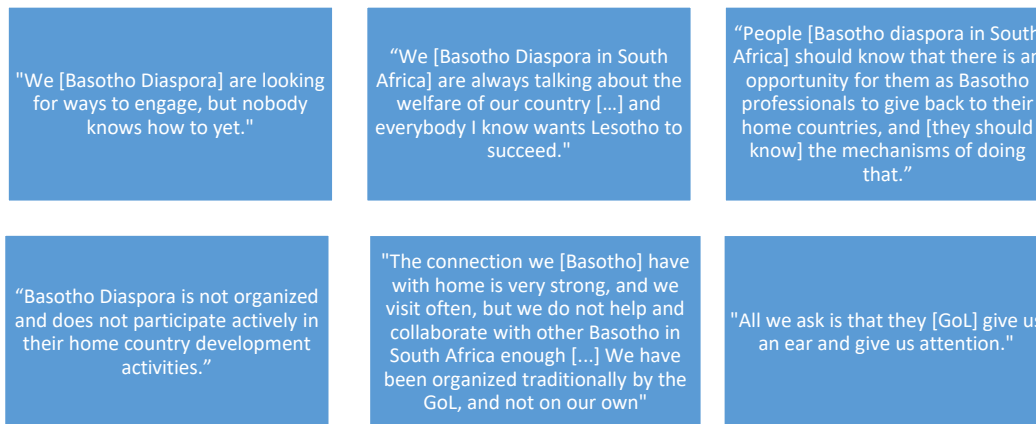 "We [Basotho Diaspora] are looking
for ways to engage, but nobody
knows how to yet."
“We [Basotho Diaspora in South
Africa] are always talking about the
welfare of our country […] and
everybody I know wants Lesotho to
succeed."
“People [Basotho diaspora in South
Africa] should know that there is an
opportunity for them as Basotho
professionals to give back to their
home countries, and [they should
know] the mechanisms of doing
that.”
“Basotho Diaspora is not organized
and does not participate actively in
their home country development
activities.”
"The connection we [Basotho] have
with home is very strong, and we
visit often, but we do not help and
collaborate with other Basotho in
South Africa enough [...] We have
been organized traditionally by the
GoL, and not on our own"
"All we ask is that they [GoL] give us
an ear and give us attention."